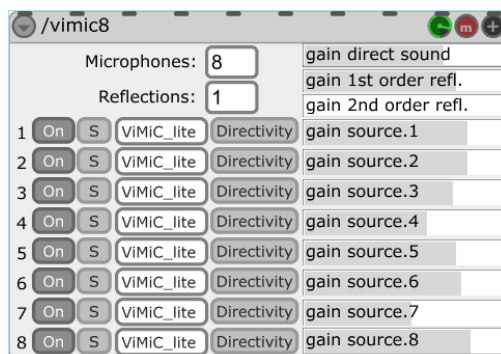 /vimic8 m +
Microphones: 8 gain direct sound
gain 1st order refl.
Reflections: 1 gain 2nd order refl.
1 On S ViMiC_lite Directivity gain source.1
2 On S ViMiC_lite Directivity gain source.2
3 On S ViMiC_lite Directivity gain source.3
4 On S ViMiC_lite Directivity gain source.4
5 On S ViMiC_lite Directivity gain source.5
6 On S ViMiC_lite Directivity gain source.6
7 On S ViMiC_lite Directivity gain source.7
8 On S ViMiC_lite Directivity gain source.8